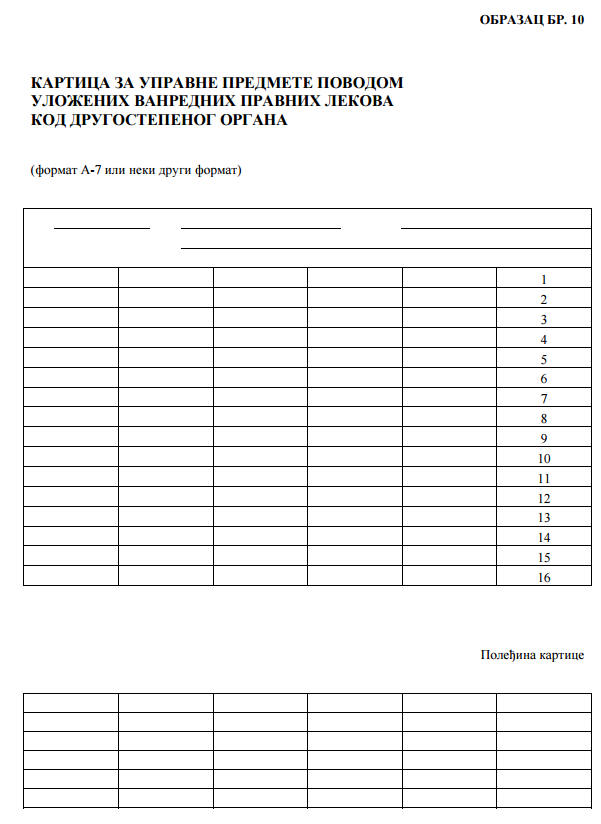 ОБРАЗАЦ БР. 10
КАРТИЦА ЗА УПРАВНЕ ПРЕДМЕТЕ ПОВОДОМ
УЛОЖЕНИХ ВАНРЕДНИХ ПРАВНИХ ЛЕКОВА
КОД ДРУГОСТЕПЕНОГ ОРГАНА
(формат А-7 или неки други формат)
1
2
3
4
5
6
7
8
9
10
11
12
13
14
15
16
Полеђина картице